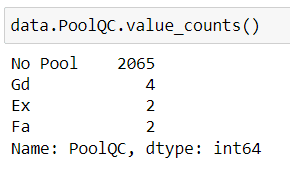 data.PoolQC.value_counts()
No Pool    2065
Gd            4
Ex            2
Fa            2
Name: PoolQC, dtype: int64